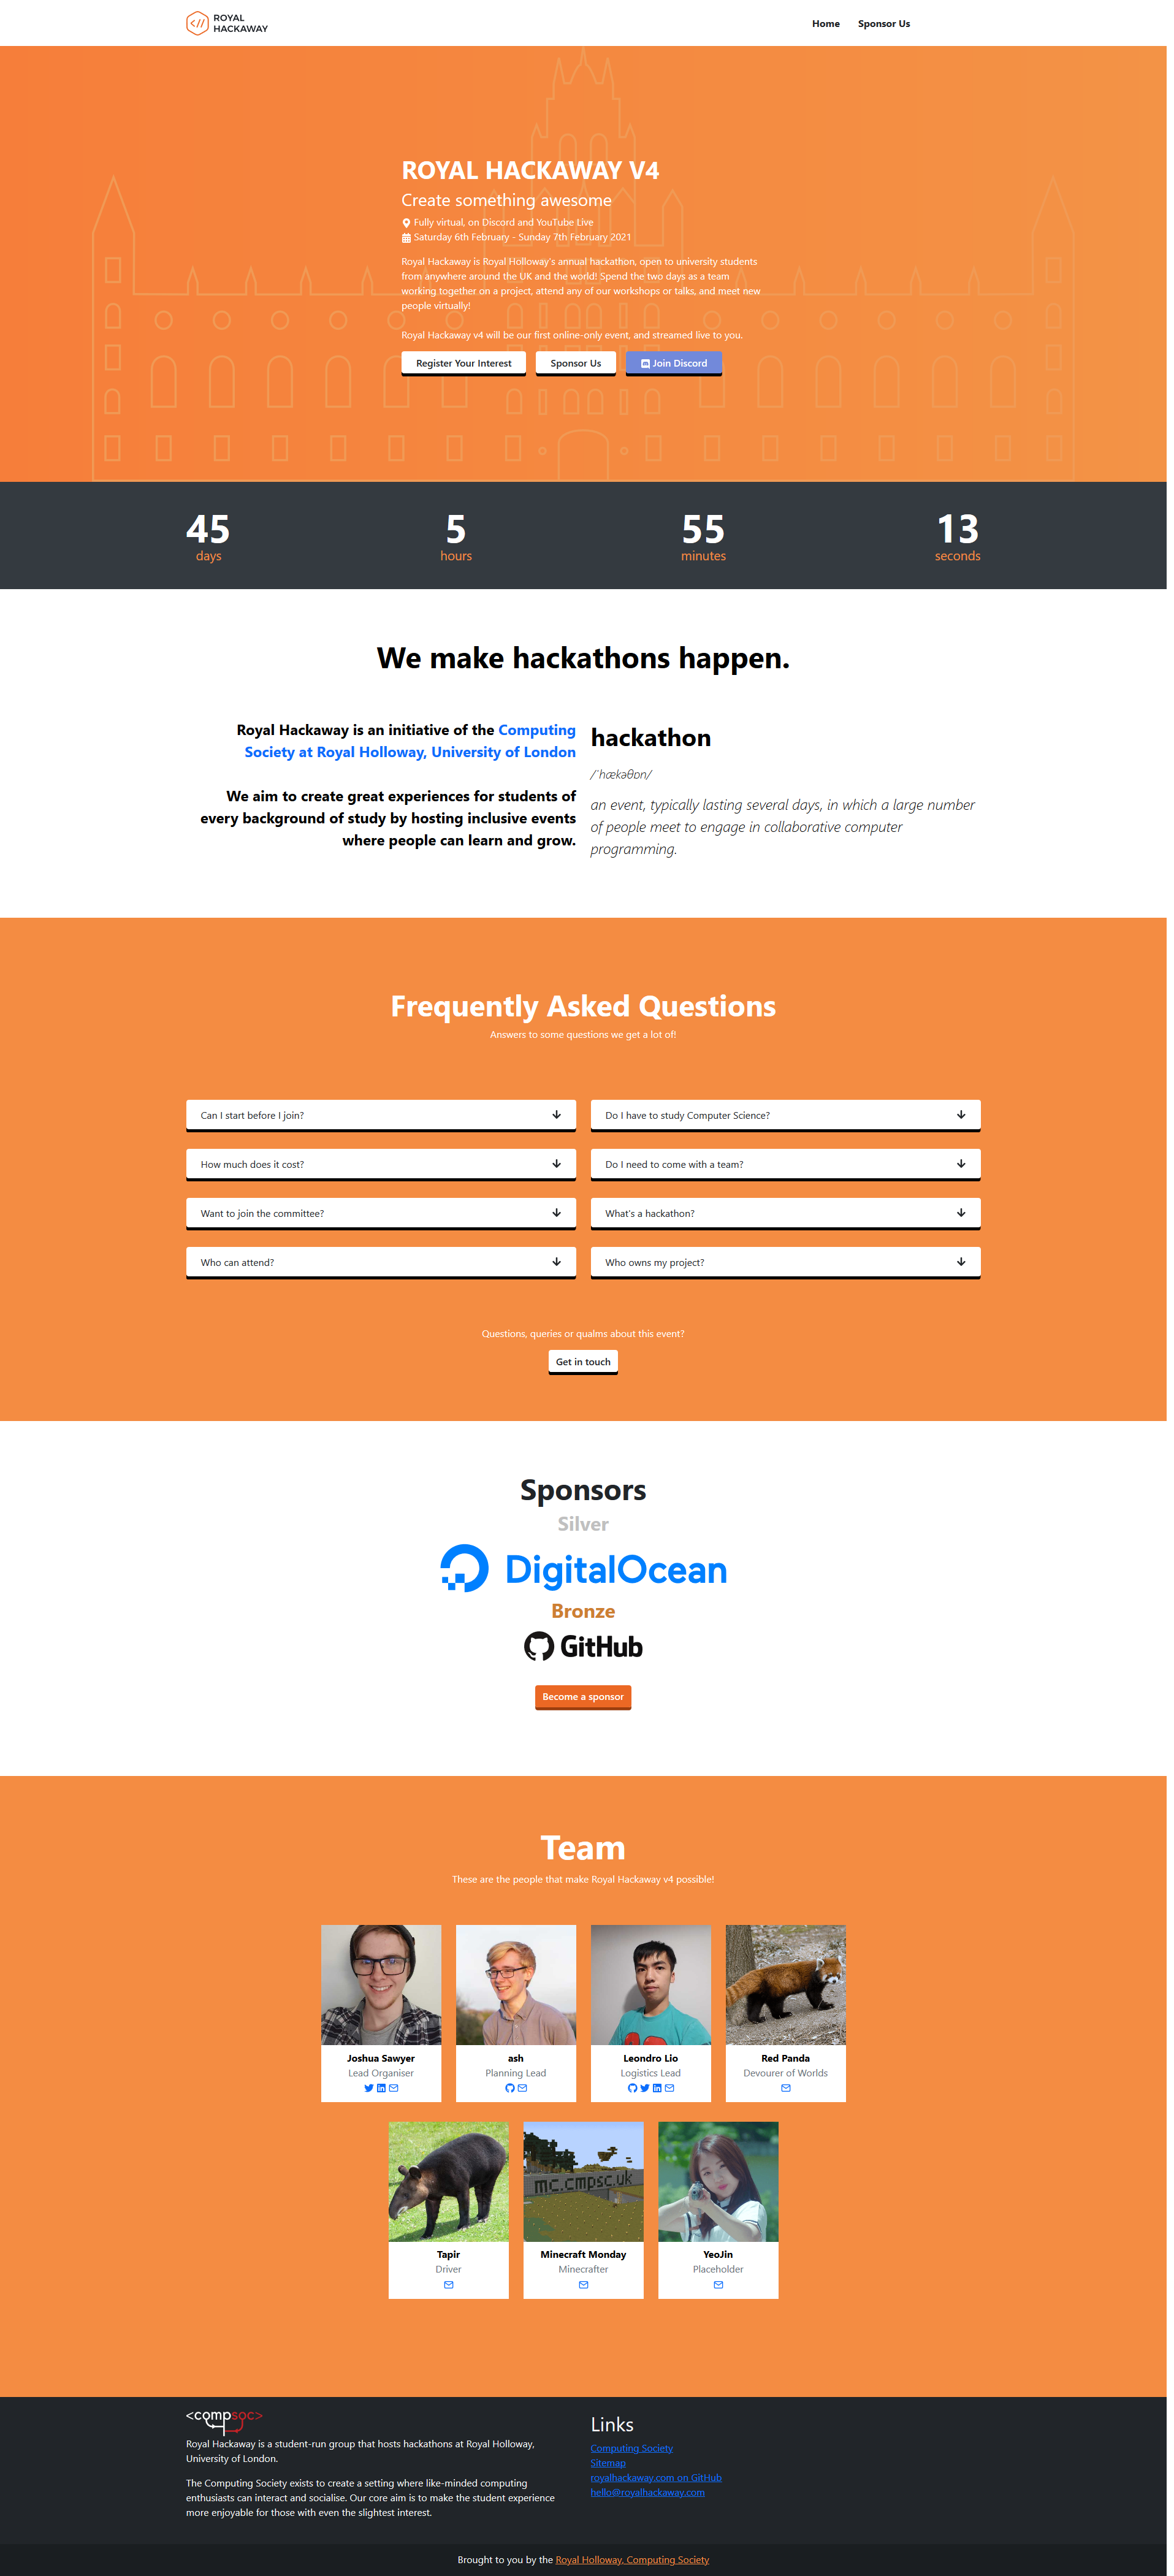 ROYAL
HACKAWAY
Home
Sponsor Us
ROYAL HACKAWAY V4
Create something awesome
Fully virtual, on Discord and YouTube Live
Saturday 6th February - Sunday 7th February 2021
Royal Hackaway is Royal Holloway's annual hackathon, open to university students
from anywhere around the UK and the world! Spend the two days as a team
working together on a project, attend any of our workshops or talks, and meet new
people virtually!
Royal Hackaway v4 will be our first online-only event, and streamed live to you.
Register Your Interest
Sponsor Us
Join Discord
45
5
55
13
days
hours
minutes
seconds
We make hackathons happen.
Royal Hackaway is an initiative of the Computing
Society at Royal Holloway, University of London
We aim to create great experiences for students of
every background of study by hosting inclusive events
where people can learn and grow.
hackathon
/ˈhækəθɒn/
an event, typically lasting several days, in which a large number
of people meet to engage in collaborative computer
programming.
Frequently Asked Questions
Answers to some questions we get a lot of!
Can I start before I join?
Do I have to study Computer Science?
How much does it cost?
Do I need to come with a team?
Want to join the committee?
What's a hackathon?
Who can attend?
Who owns my project?
Questions, queries or qualms about this event?
Get in touch
Sponsors
Silver
DigitalOcean
Bronze
GitHub
Become a sponsor
Team
These are the people that make Royal Hackaway v4 possible!
Joshua Sawyer
Lead Organiser
ash
Planning Lead
Leondro Lio
Logistics Lead
Red Panda
Devourer of Worlds
mc.cmpsc.uk
Tapir
Driver
Minecraft Monday
Minecrafter
YeoJin
Placeholder
<compsoc>
Royal Hackaway is a student-run group that hosts hackathons at Royal Holloway,
University of London.
The Computing Society exists to create a setting where like-minded computing
enthusiasts can interact and socialise. Our core aim is to make the student experience
more enjoyable for those with even the slightest interest.
Links
Computing Society
Sitemap
royalhackaway.com on GitHub
hello@royalhackaway.com
Brought to you by the Royal Holloway, Computing Society